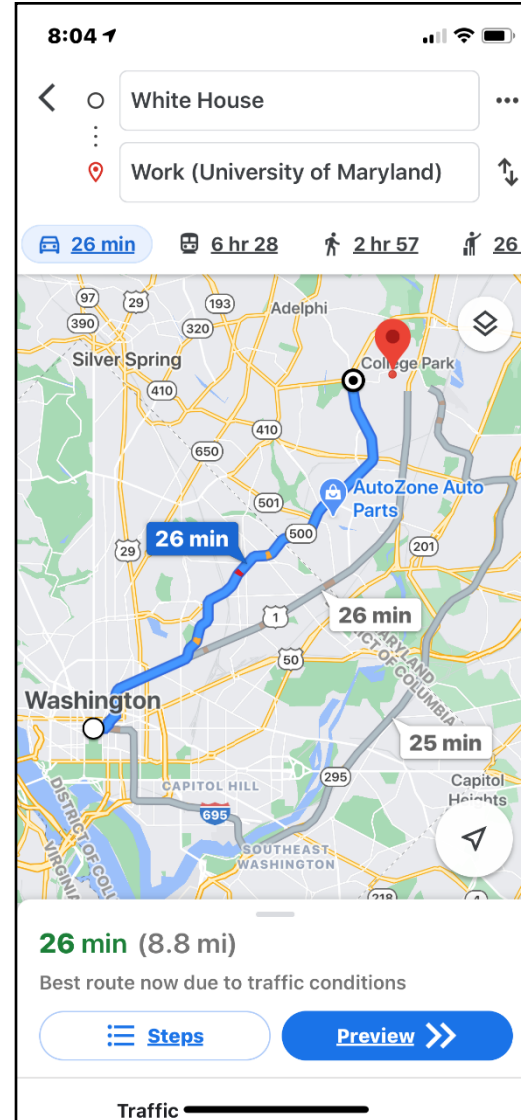 8:04
White House
Work (University of Maryland)
26 min
6 hr 28
2 hr 57
26
97
29
193
Adelphi
390
320
Silver Spring
College Park
410
410
650
AutoZone Auto
Parts
501
500
26 min
29
201
1
26 min
50
MARYLAND
DISTRICT OF COLUMBIA
Washington
25 min
295
CAPITOL HILL
Capitol
Heights
695
DISTRICT OF COLU
VIRGINIA
SOUTHEAST
WASHINGTON
218
4
26 min (8.8 mi)
Best route now due to traffic conditions
Steps
Preview
Traffic